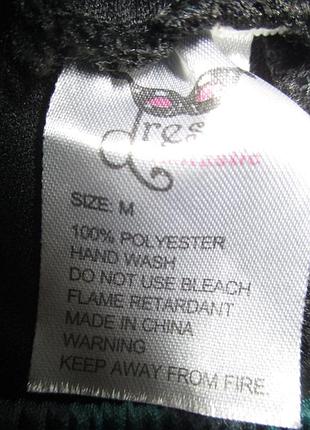 dres
SIZE: M
100% POLYESTER
HAND WASH
DO NOT USE BLEACH
FLAME RETARDANT
MADE IN CHINA
WARNING
KEEP AWAY FROM FIRE.